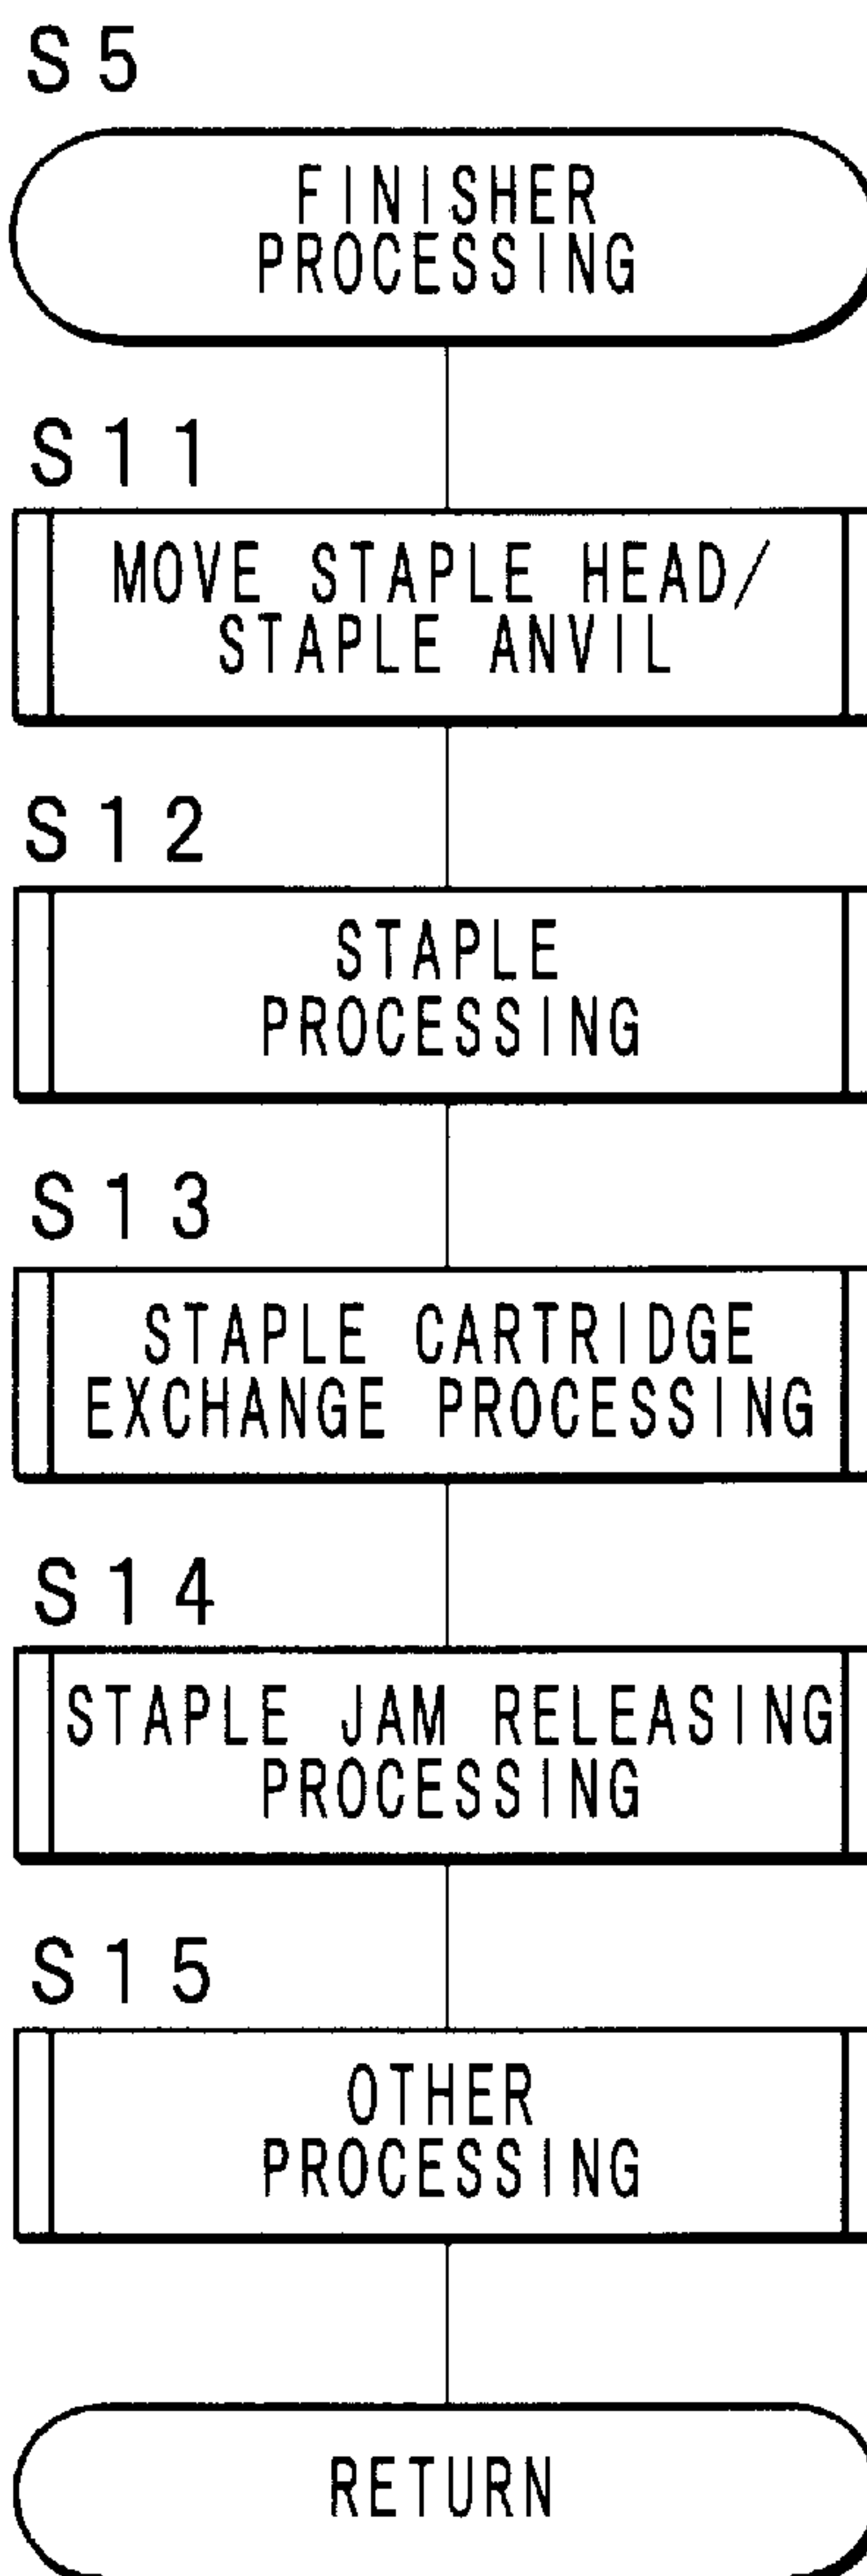 S5
FINISHER
PROCESSING
S11
MOVE STAPLE HEAD/
STAPLE ANVIL
S12
STAPLE
PROCESSING
S13
STAPLE CARTRIDGE
EXCHANGE PROCESSING
S14
STAPLE JAM RELEASING
PROCESSING
S15
OTHER
PROCESSING
RETURN